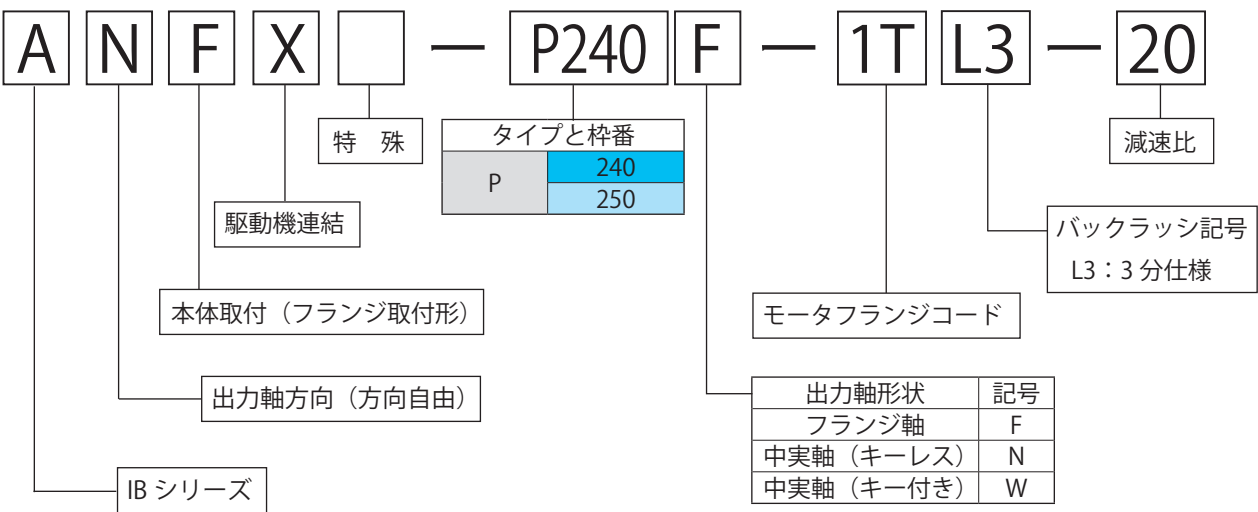 A N F X － P240 F － 1T L3 － 20
特　殊
タイプと枠番
P
240
250
減速比
駆動機連結
バックラッシ記号
L3：3 分仕様
本体取付（フランジ取付形）
モータフランジコード
出力軸方向（方向自由）
出力軸形状 記号
フランジ軸 F
中実軸（キーレス） N
中実軸（キー付き） W
IB シリーズ